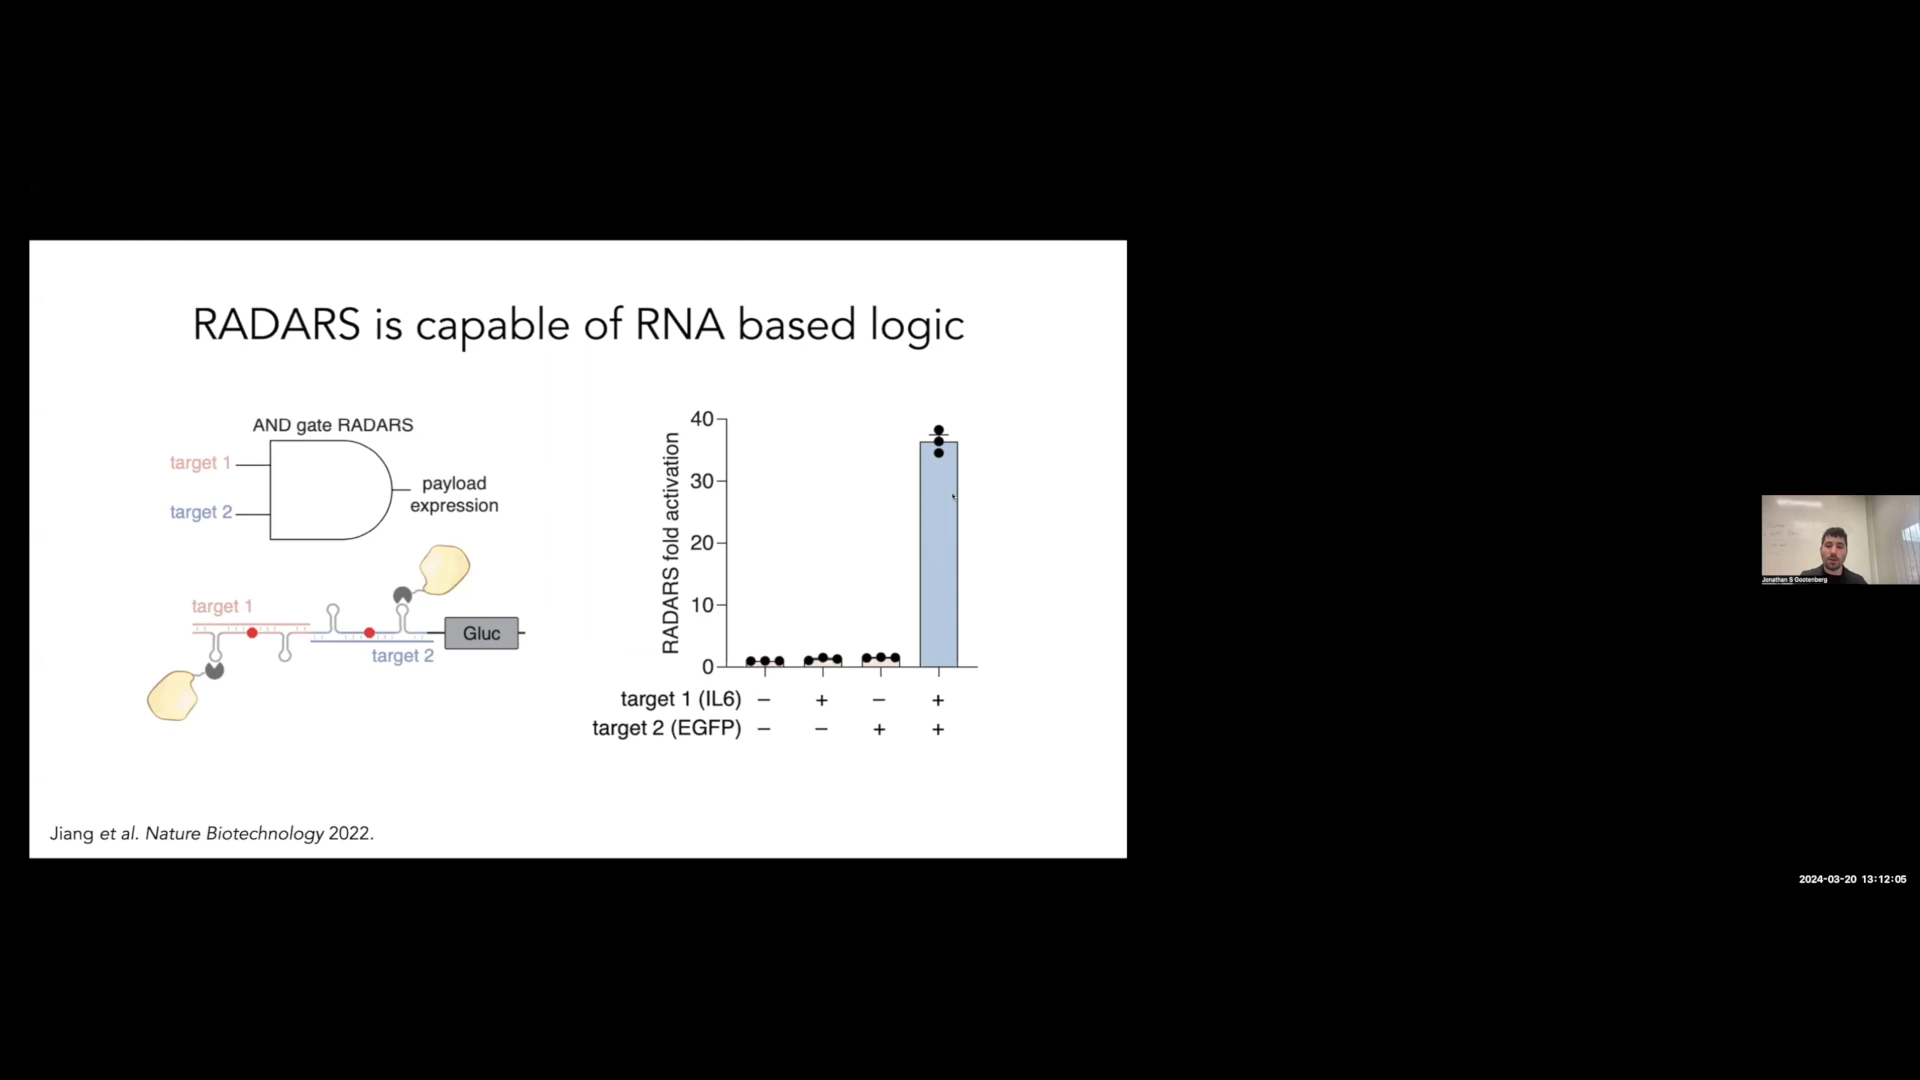 RADARS is capable of RNA based logic
AND gate RADARS
target 1
target 2
payload
expression
target 1
target 2
Gluc
RADARS fold activation
40
30
20
10
0
target 1 (IL6) − + − +
target 2 (EGFP) − − + +
Jiang et al. Nature Biotechnology 2022.
Jonathan S Gootenberg
2024-03-20 13:12:05